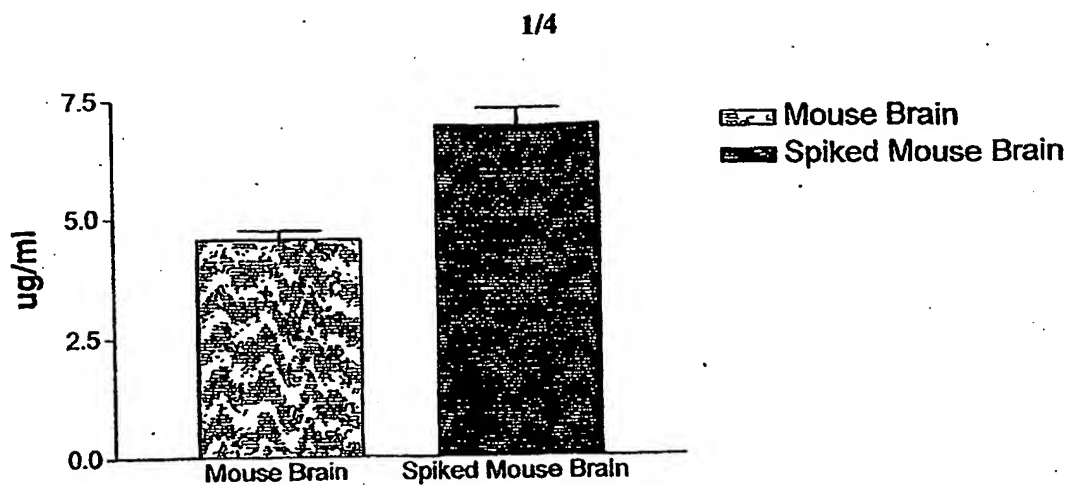 1/4
7.5
5.0
2.5
0.0
ug/ml
Mouse Brain
Spiked Mouse Brain
Mouse Brain
Spiked Mouse Brain